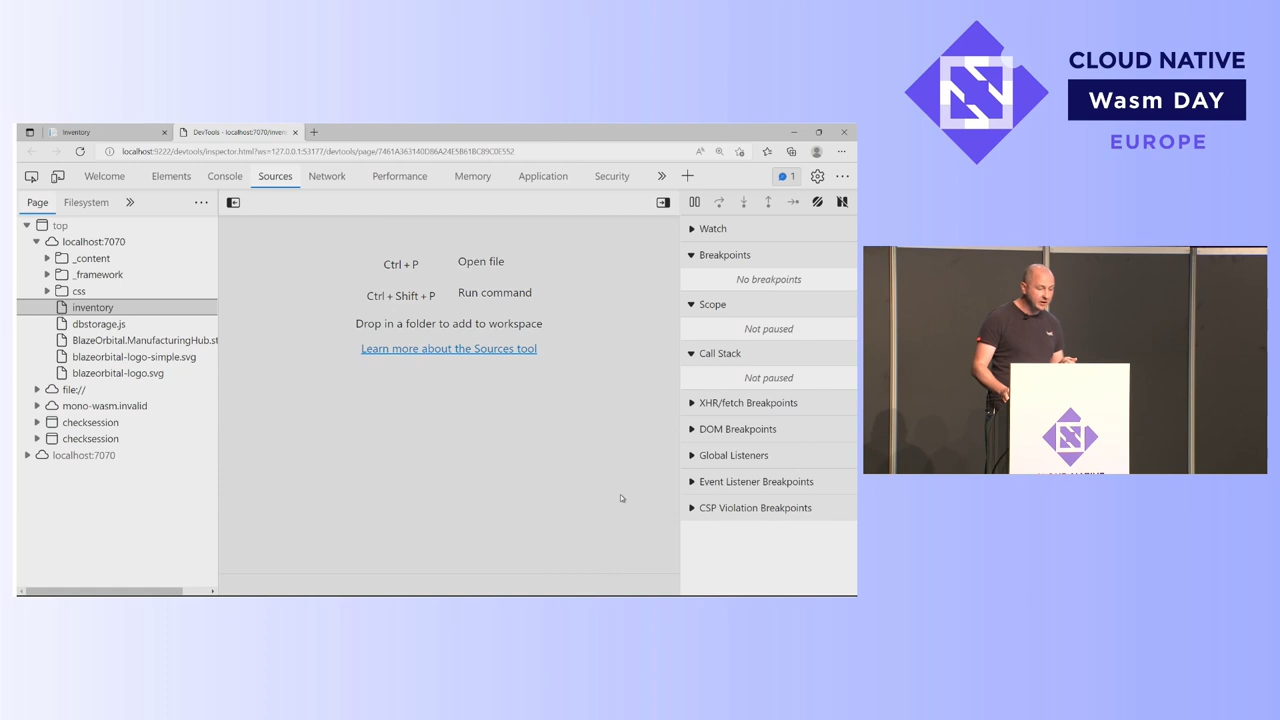 CLOUD NATIVE
Wasm DAY
EUROPE
Inventory
DevTools - localhost:7070/inven
localhost:9222/devtools/inspector.html?ws=127.0.0.1:53177/devtools/page/7461A363140D86A24E5B61BC89C0E552
Welcome
Elements
Console
Sources
Network
Performance
Memory
Application
Security
1
Page
Filesystem
top
localhost:7070
_content
_framework
css
inventory
dbstorage.js
BlazeOrbital.ManufacturingHub.st
blazeorbital-logo-simple.svg
blazeorbital-logo.svg
file://
mono-wasm.invalid
checksession
checksession
localhost:7070
Ctrl + P Open file
Ctrl + Shift + P Run command
Drop in a folder to add to workspace
Learn more about the Sources tool
Watch
Breakpoints
No breakpoints
Scope
Not paused
Call Stack
Not paused
XHR/fetch Breakpoints
DOM Breakpoints
Global Listeners
Event Listener Breakpoints
CSP Violation Breakpoints